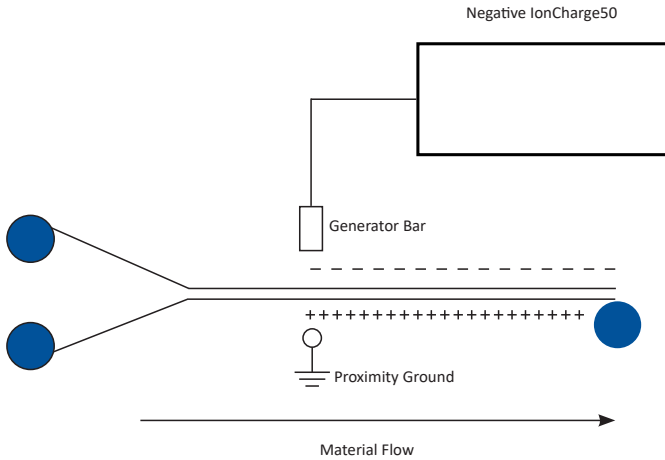 Negative IonCharge50
Generator Bar
– – – – – – – – – – – – – – – – – –
+++++++++++++++++++++
Proximity Ground
Material Flow